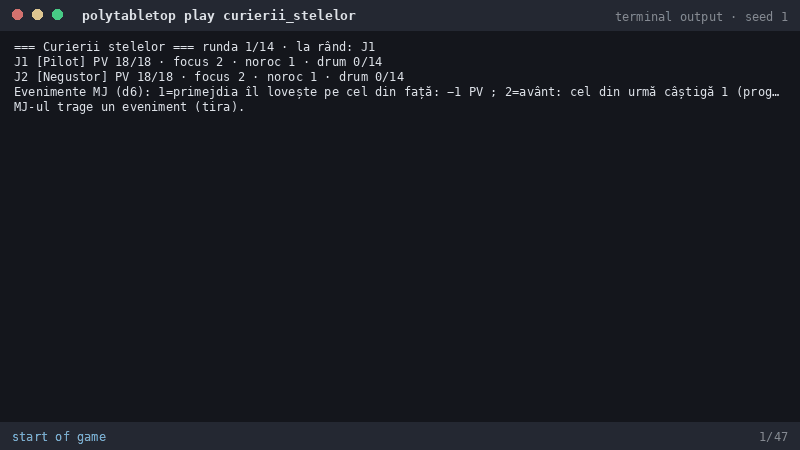 polytabletop play curierii_stelelor
terminal output · seed 1
=== Curierii stelelor === runda 1/14 · la rând: J1
J1 [Pilot] PV 18/18 · focus 2 · noroc 1 · drum 0/14
J2 [Negustor] PV 18/18 · focus 2 · noroc 1 · drum 0/14
Evenimente MJ (d6): 1=primejdia îl lovește pe cel din față: −1 PV ; 2=avânt: cel din urmă câștigă 1 (prog…
MJ-ul trage un eveniment (tira).
start of game
1/47